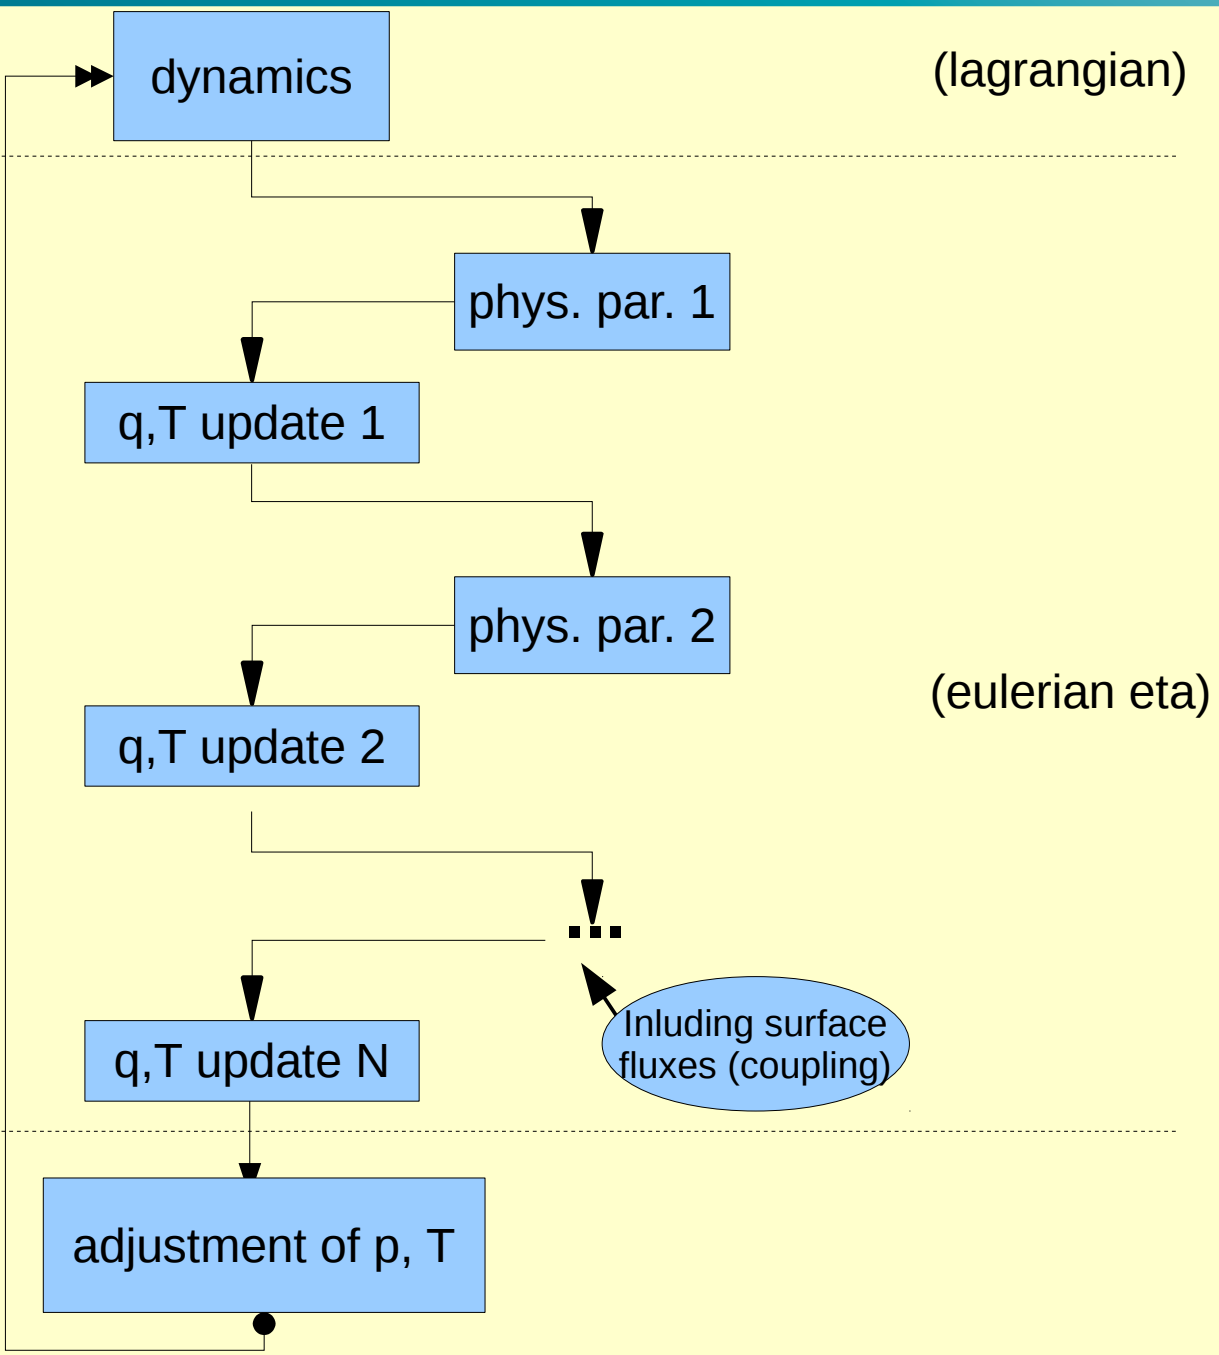 dynamics
(lagrangian)
phys. par. 1
q,T update 1
phys. par. 2
(eulerian eta)
q,T update 2
...
Inluding surface
fluxes (coupling)
q,T update N
adjustment of p, T